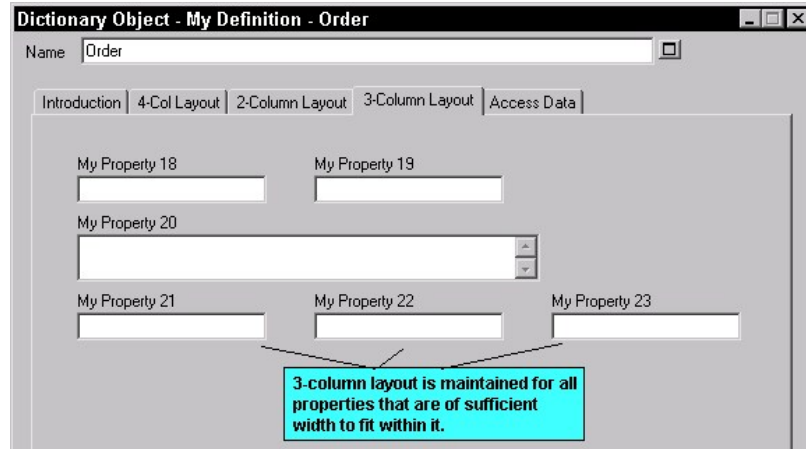 Dictionary Object - My Definition - Order
Name Order
Introduction 4-Col Layout 2-Column Layout 3-Column Layout Access Data
My Property 18 My Property 19
My Property 20
My Property 21 My Property 22 My Property 23
3-column layout is maintained for all
properties that are of sufficient
width to fit within it.